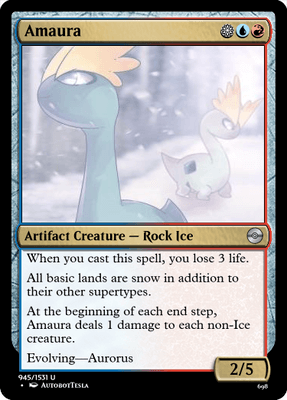 Amaura
Artifact Creature — Rock Ice
When you cast this spell, you lose 3 life.
All basic lands are snow in addition to
their other supertypes.
At the beginning of each end step,
Amaura deals 1 damage to each non-Ice
creature.
Evolving—Aurorus
2/5
945/1531 U
698
• AutobotTesla